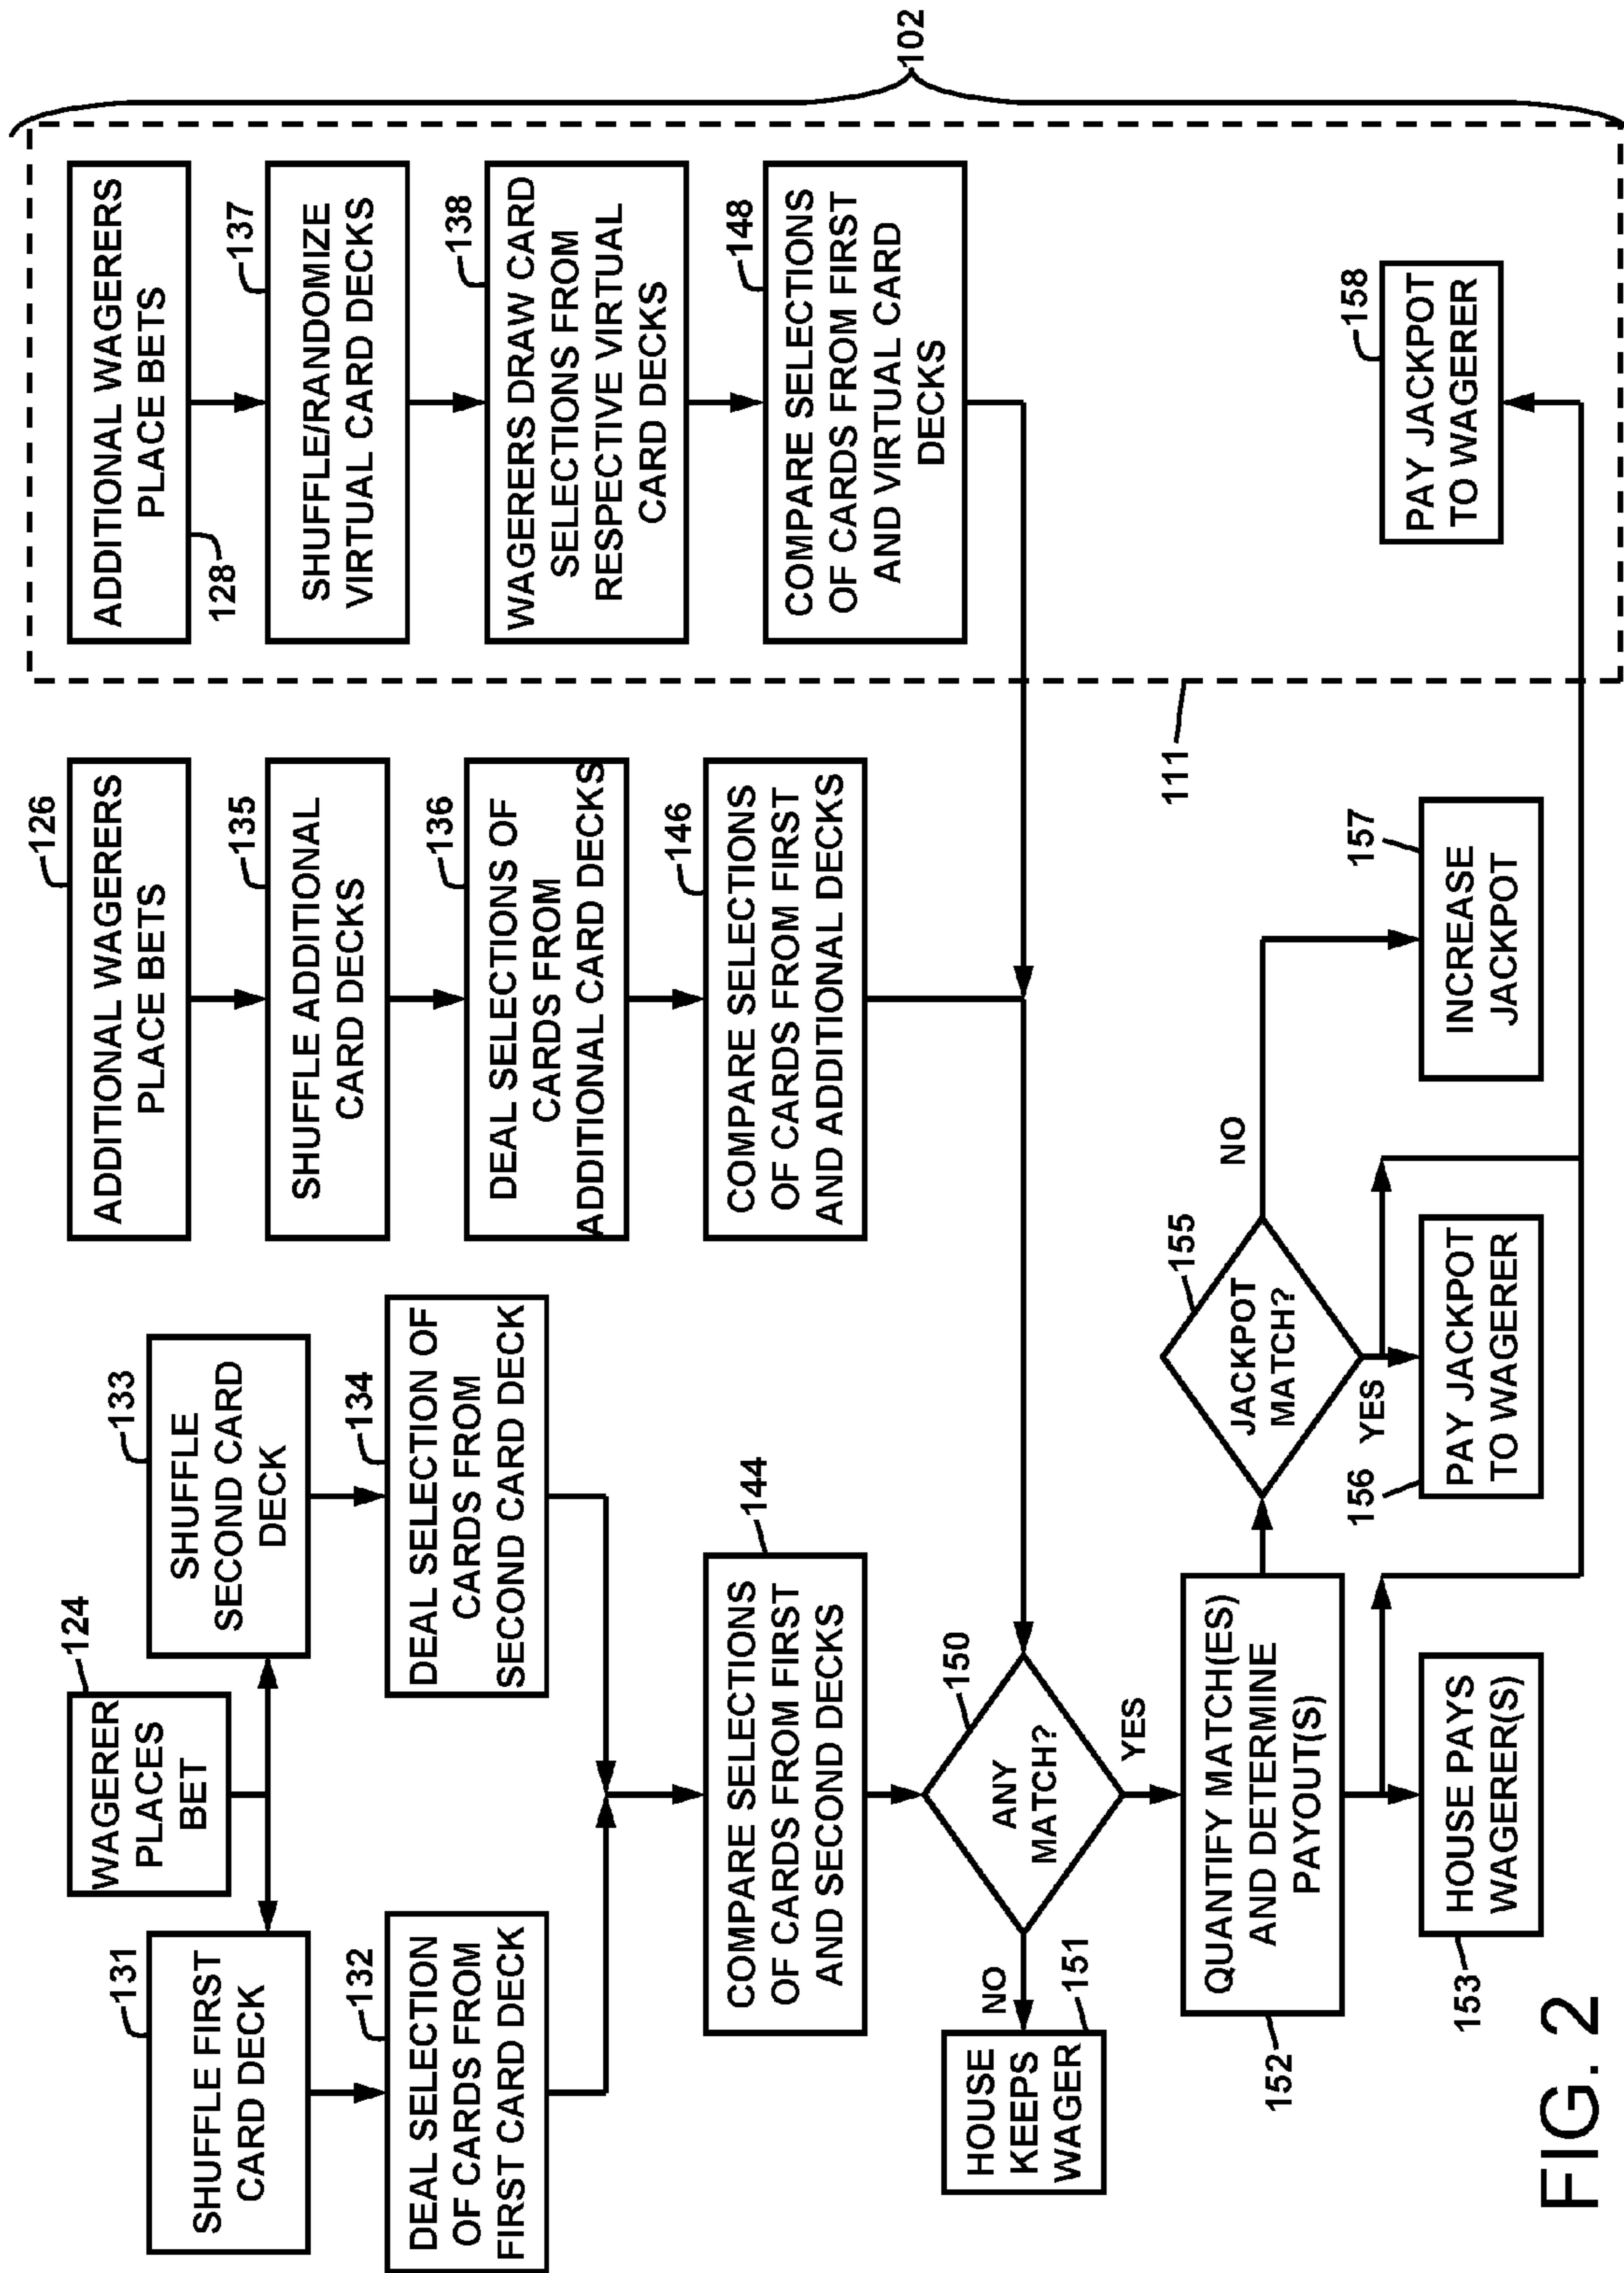 124
WAGERER
PLACES
BET
131
SHUFFLE FIRST
CARD DECK
133
SHUFFLE
SECOND CARD
DECK
132
DEAL SELECTION
OF CARDS FROM
FIRST CARD DECK
134
DEAL SELECTION OF
CARDS FROM
SECOND CARD DECK
144
COMPARE SELECTIONS
OF CARDS FROM FIRST
AND SECOND DECKS
126
ADDITIONAL WAGERERS
PLACE BETS
135
SHUFFLE ADDITIONAL
CARD DECKS
136
DEAL SELECTIONS OF
CARDS FROM
ADDITIONAL CARD DECKS
146
COMPARE SELECTIONS
OF CARDS FROM FIRST
AND ADDITIONAL DECKS
ADDITIONAL WAGERERS
PLACE BETS
128
137
SHUFFLE/RANDOMIZE
VIRTUAL CARD DECKS
138
WAGERERS DRAW CARD
SELECTIONS FROM
RESPECTIVE VIRTUAL
CARD DECKS
148
COMPARE SELECTIONS
OF CARDS FROM FIRST
AND VIRTUAL CARD
DECKS
102
111
150
ANY
MATCH?
NO
YES
151
HOUSE
KEEPS
WAGER
152
QUANTIFY MATCH(ES)
AND DETERMINE
PAYOUT(S)
153
HOUSE PAYS
WAGERER(S)
155
JACKPOT
MATCH?
YES
NO
156
PAY JACKPOT
TO WAGERER
157
INCREASE
JACKPOT
158
PAY JACKPOT
TO WAGERER
FIG. 2